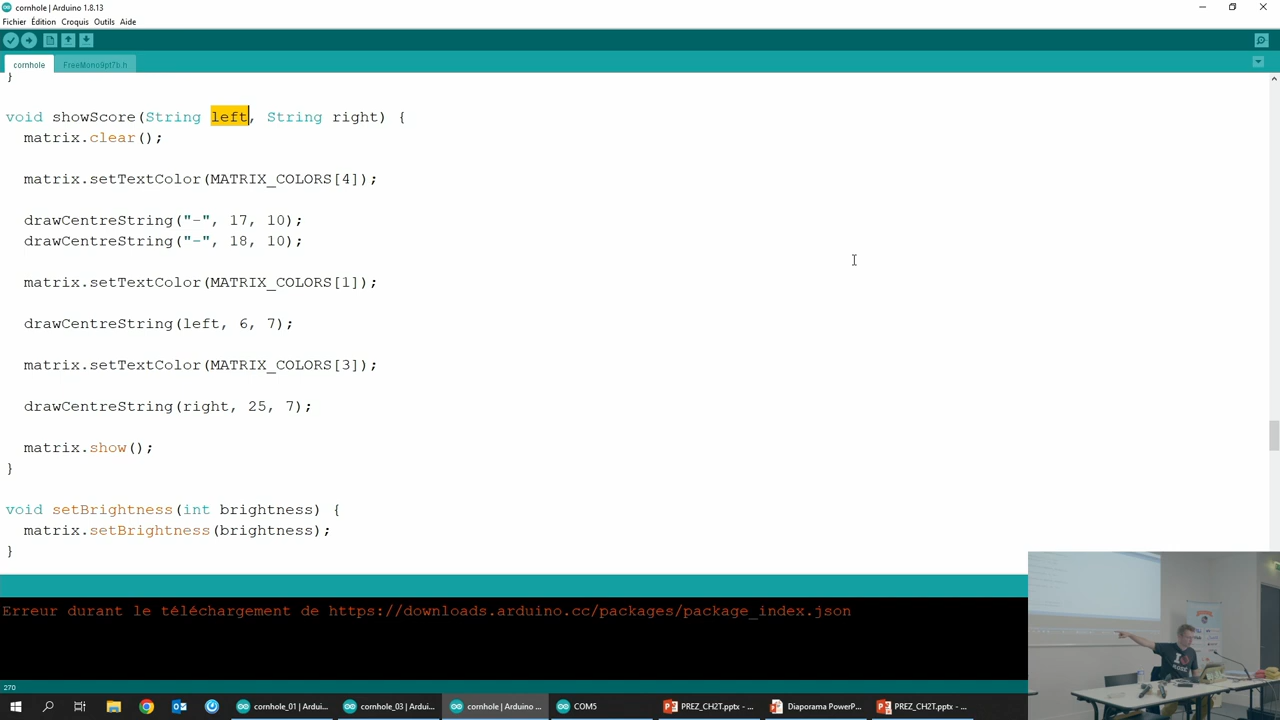 cornhole | Arduino 1.8.13
Fichier Édition Croquis Outils Aide
cornhole FreeMono9pt7b.h
}
void showScore(String left, String right) {
matrix.clear();
matrix.setTextColor(MATRIX_COLORS[4]);
drawCentreString("-", 17, 10);
drawCentreString("-", 18, 10);
matrix.setTextColor(MATRIX_COLORS[1]);
drawCentreString(left, 6, 7);
matrix.setTextColor(MATRIX_COLORS[3]);
drawCentreString(right, 25, 7);
matrix.show();
}
void setBrightness(int brightness) {
matrix.setBrightness(brightness);
}
Erreur durant le téléchargement de https://downloads.arduino.cc/packages/package_index.json
270
cornhole_01 | Ardui... cornhole_03 | Ardui... cornhole | Arduino ... COM5 PREZ_CH2T.pptx - ... Diaporama PowerP... PREZ_CH2T.pptx - ...